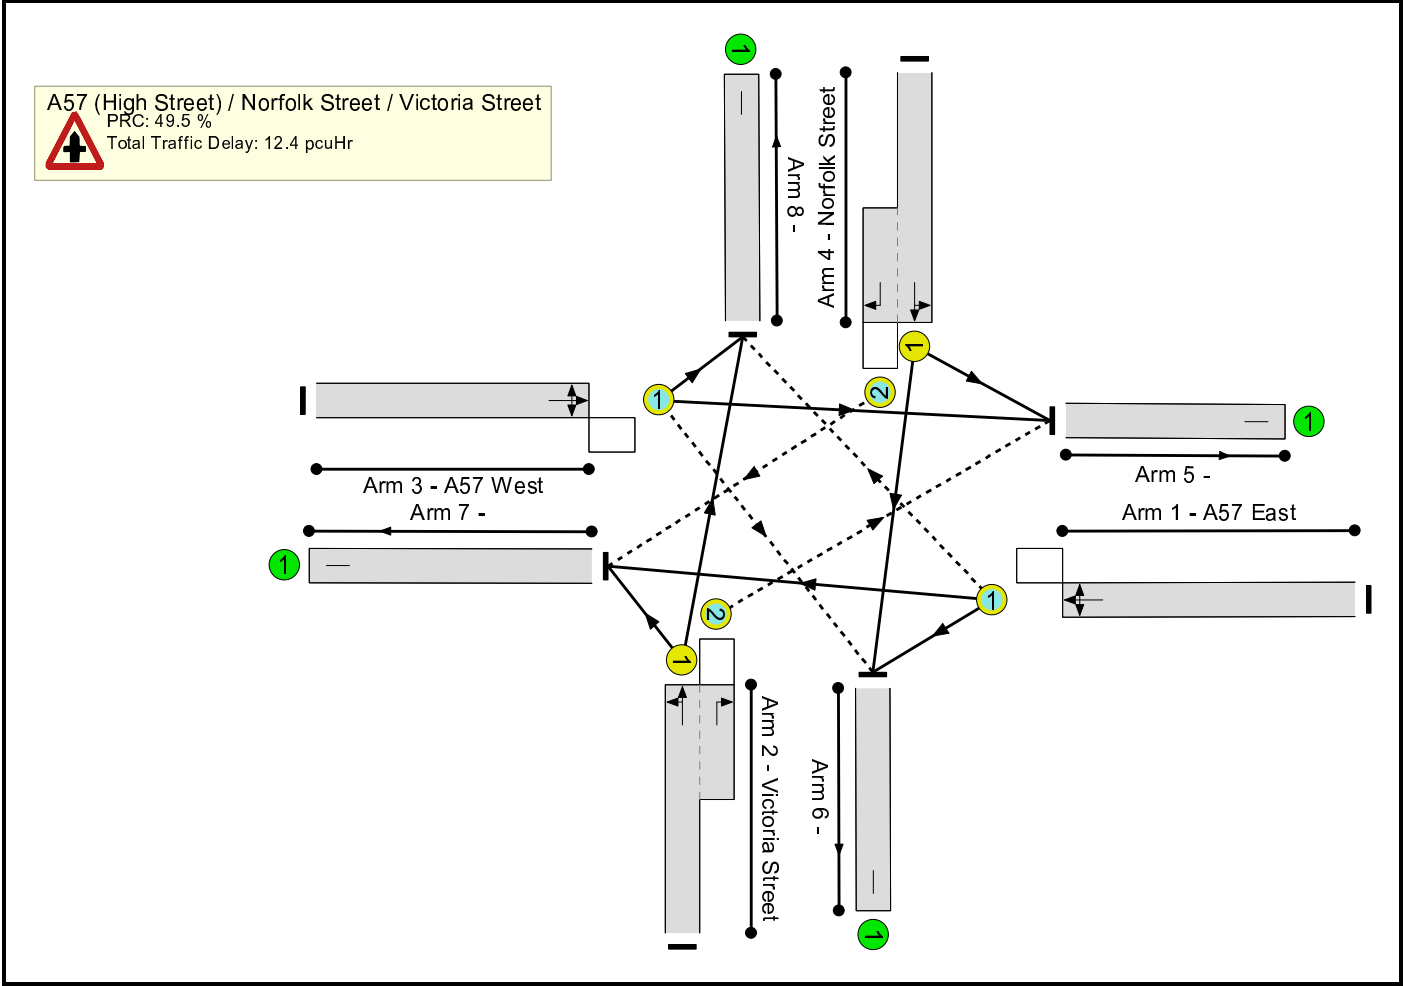 A57 (High Street) / Norfolk Street / Victoria Street
PRC: 49.5 %
Total Traffic Delay: 12.4 pcuHr
1
Arm 8 -
Arm 4 - Norfolk Street
1
2
1
1
Arm 3 - A57 West
Arm 7 -
1
Arm 5 -
Arm 1 - A57 East
1
1
2
1
Arm 2 - Victoria Street
Arm 6 -
1